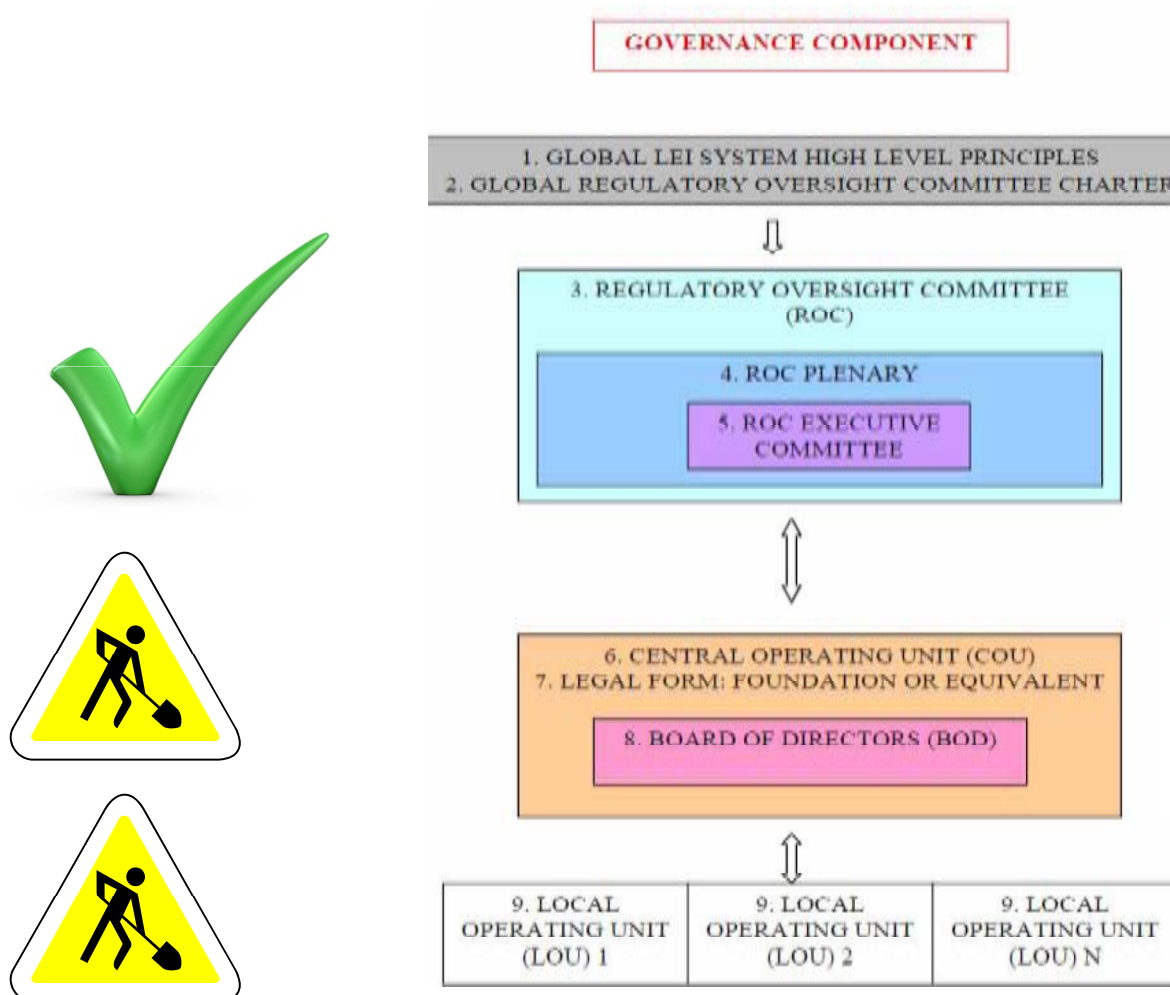 GOVERNANCE COMPONENT
1. GLOBAL LEI SYSTEM HIGH LEVEL PRINCIPLES
2. GLOBAL REGULATORY OVERSIGHT COMMITTEE CHARTER
3. REGULATORY OVERSIGHT COMMITTEE
(ROC)
4. ROC PLENARY
5. ROC EXECUTIVE
COMMITTEE
6. CENTRAL OPERATING UNIT (COU)
7. LEGAL FORM: FOUNDATION OR EQUIVALENT
8. BOARD OF DIRECTORS (BOD)
9. LOCAL
OPERATING UNIT
(LOU) 1
9. LOCAL
OPERATING UNIT
(LOU) 2
9. LOCAL
OPERATING UNIT
(LOU) N